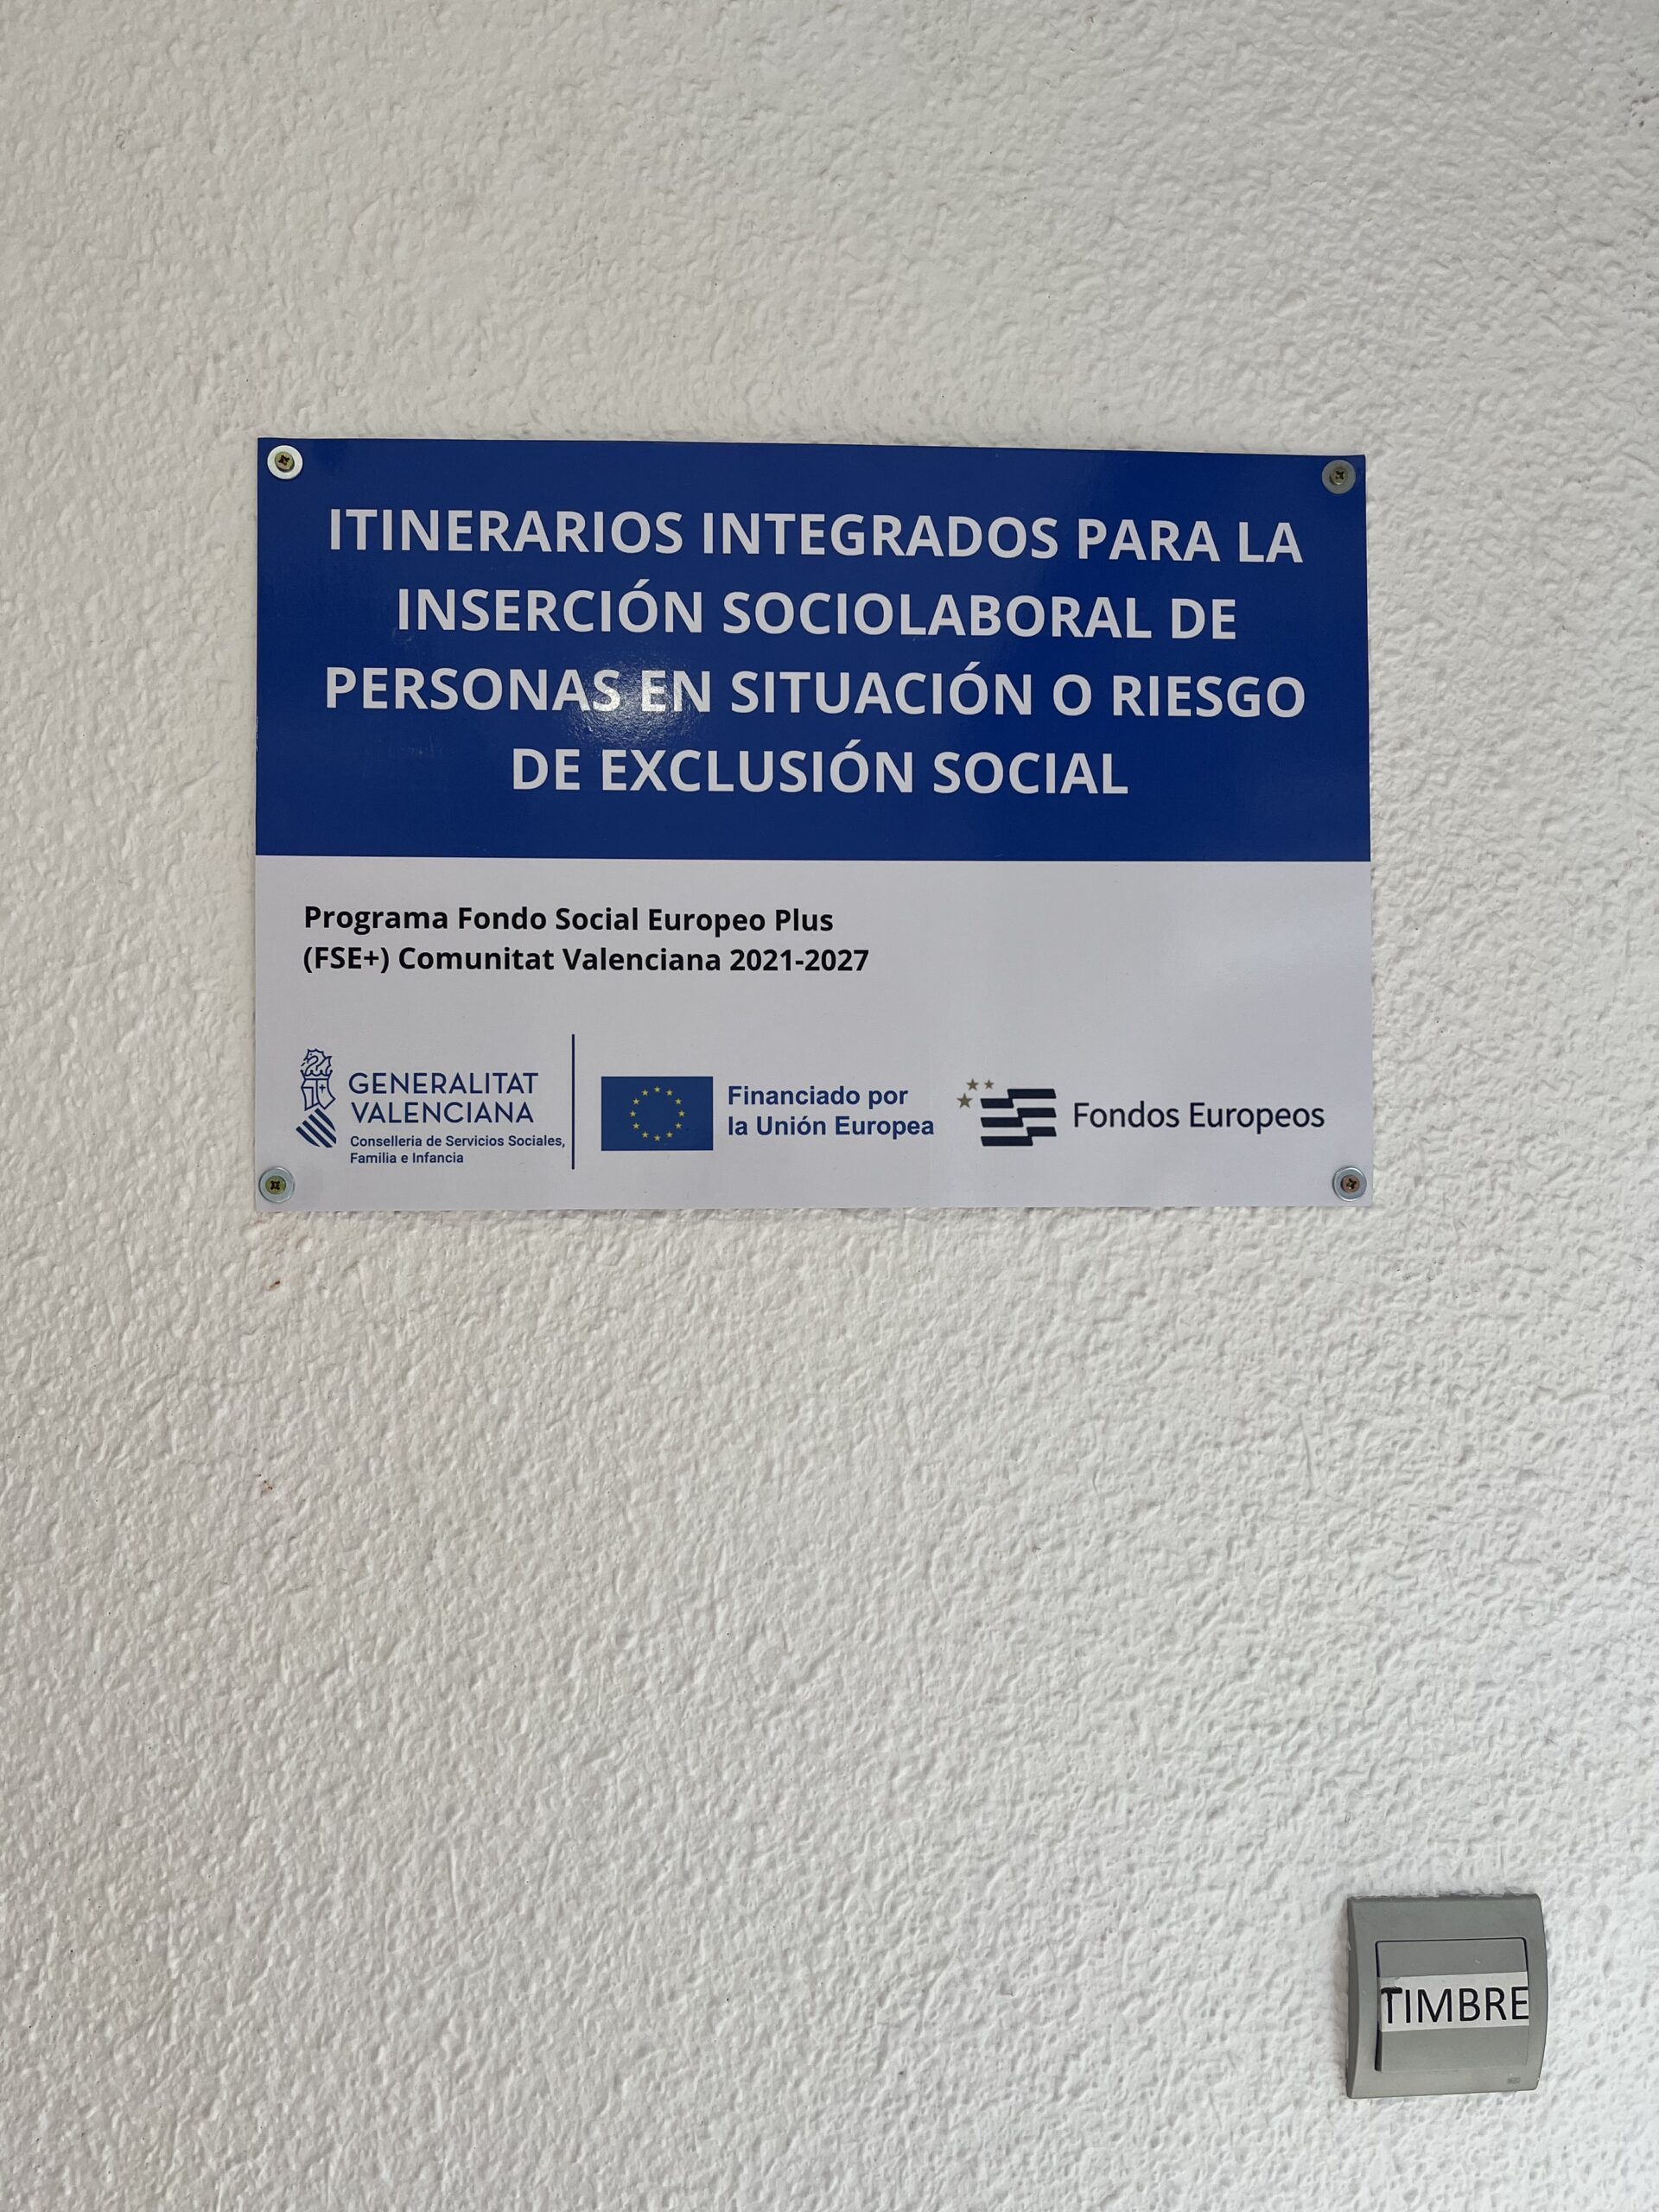 ITINERARIOS INTEGRADOS PARA LA
INSERCIÓN SOCIOLABORAL DE
PERSONAS EN SITUACIÓN O RIESGO
DE EXCLUSIÓN SOCIAL
Programa Fondo Social Europeo Plus
(FSE+) Comunitat Valenciana 2021-2027
GENERALITAT
VALENCIANA
Conselleria de Servicios Sociales,
Familia e Infancia
Financiado por
la Unión Europea
Fondos Europeos
TIMBRE